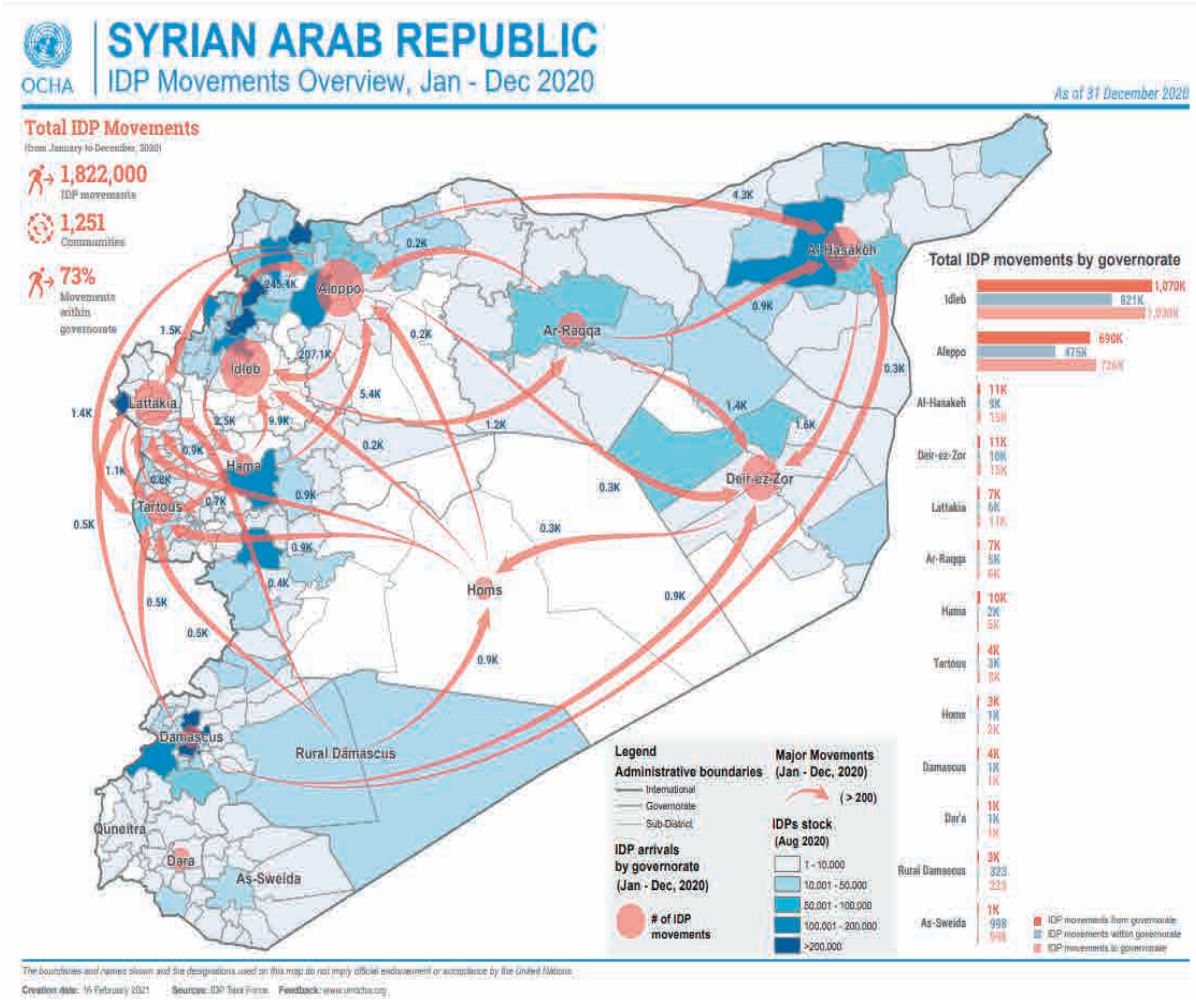 OCHA
SYRIAN ARAB REPUBLIC
IDP Movements Overview, Jan - Dec 2020
As of 31 December 2020
Total IDP Movements
(from January to December, 2020)
1,822,000
IDP movements
1,251
Communities
73%
Movements
within
governorate
4.3K
0.2K
Al-Hasakeh
245.4K
Aleppo
0.9K
1.5K
0.2K
Ar-Raqqa
207.1K
Idleb
0.3K
5.4K
Lattakia
1.4K
1.4K
2.5K
9.9K
1.2K
1.6K
0.9K
0.2K
Hama
1.1K
0.8K
Deir-ez-Zor
0.3K
0.7K
0.9K
Tartous
0.5K
0.3K
0.9K
0.4K
Homs
0.9K
0.5K
0.5K
0.9K
Damascus
Rural Damascus
Quneitra
Dara
As-Sweida
Total IDP movements by governorate
Idleb
1,070K
821K
1,030K
Aleppo
690K
475K
726K
Al-Hasakeh
11K
9K
15K
Deir-ez-Zor
11K
10K
15K
Lattakia
7K
6K
11K
Ar-Raqqa
7K
5K
6K
Hama
10K
2K
5K
Tartous
4K
3K
Homs
3K
1K
2K
Damascus
4K
1K
1K
Dar'a
1K
1K
1K
Rural Damascus
3K
323
As-Sweida
1K
998
998
IDP movements from governorate
IDP movements within governorate
IDP movements to governorate
Legend
Administrative boundaries
International
Governorate
Sub-District
IDP arrivals
by governorate
(Jan - Dec, 2020)
# of IDP
movements
Major Movements
(Jan - Dec, 2020)
( > 200)
IDPs stock
(Aug 2020)
1 - 10,000
10,001 - 50,000
50,001 - 100,000
100,001 - 200,000
>200,000
The boundaries and names shown and the designations used on this map do not imply official endorsement or acceptance by the United Nations.
Creation date: 16 February 2021 Sources: IDP Task Force Feedback: www.unocha.org